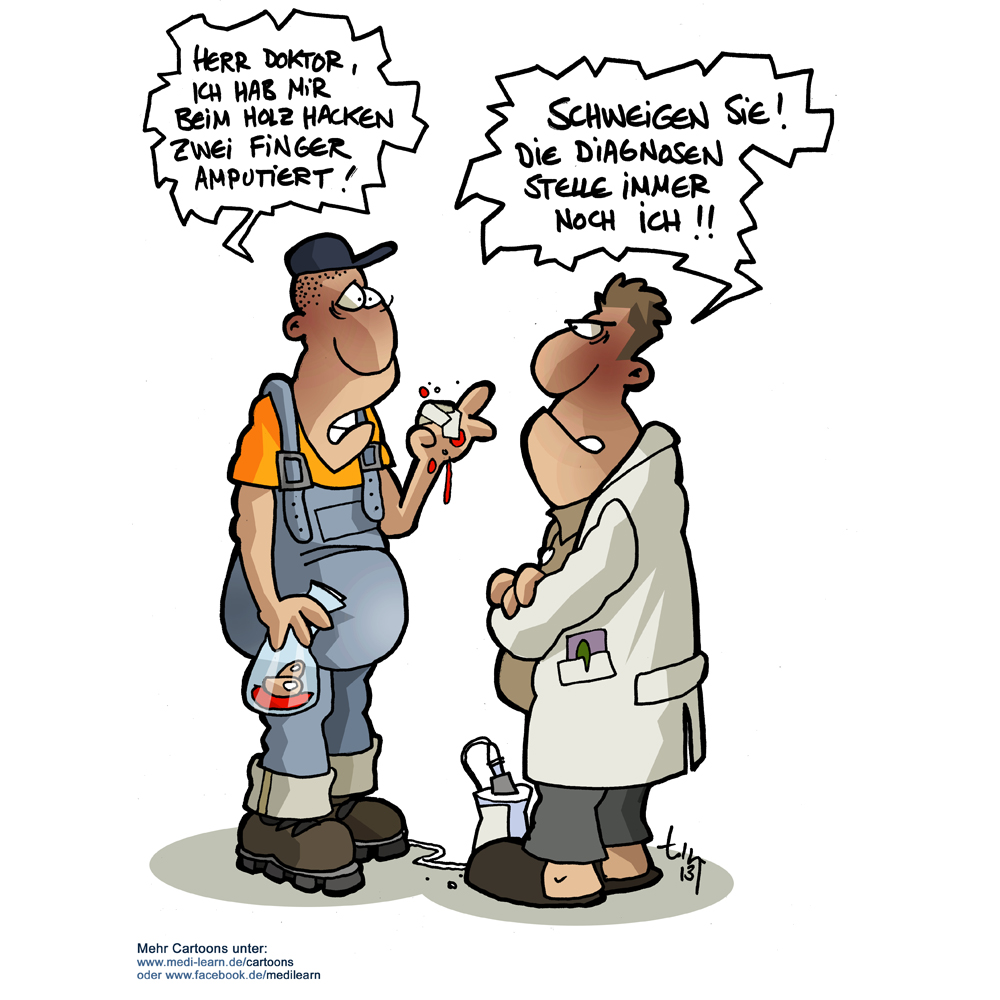 HERR DOKTOR,
ICH HAB MIR
BEIM HOLZ HACKEN
ZWEI FINGER
AMPUTIERT!
SCHWEIGEN SIE!
DIE DIAGNOSEN
STELLE IMMER
NOCH ICH!!
13
Mehr Cartoons unter:
www.medi-learn.de/cartoons
oder www.facebook.de/medilearn